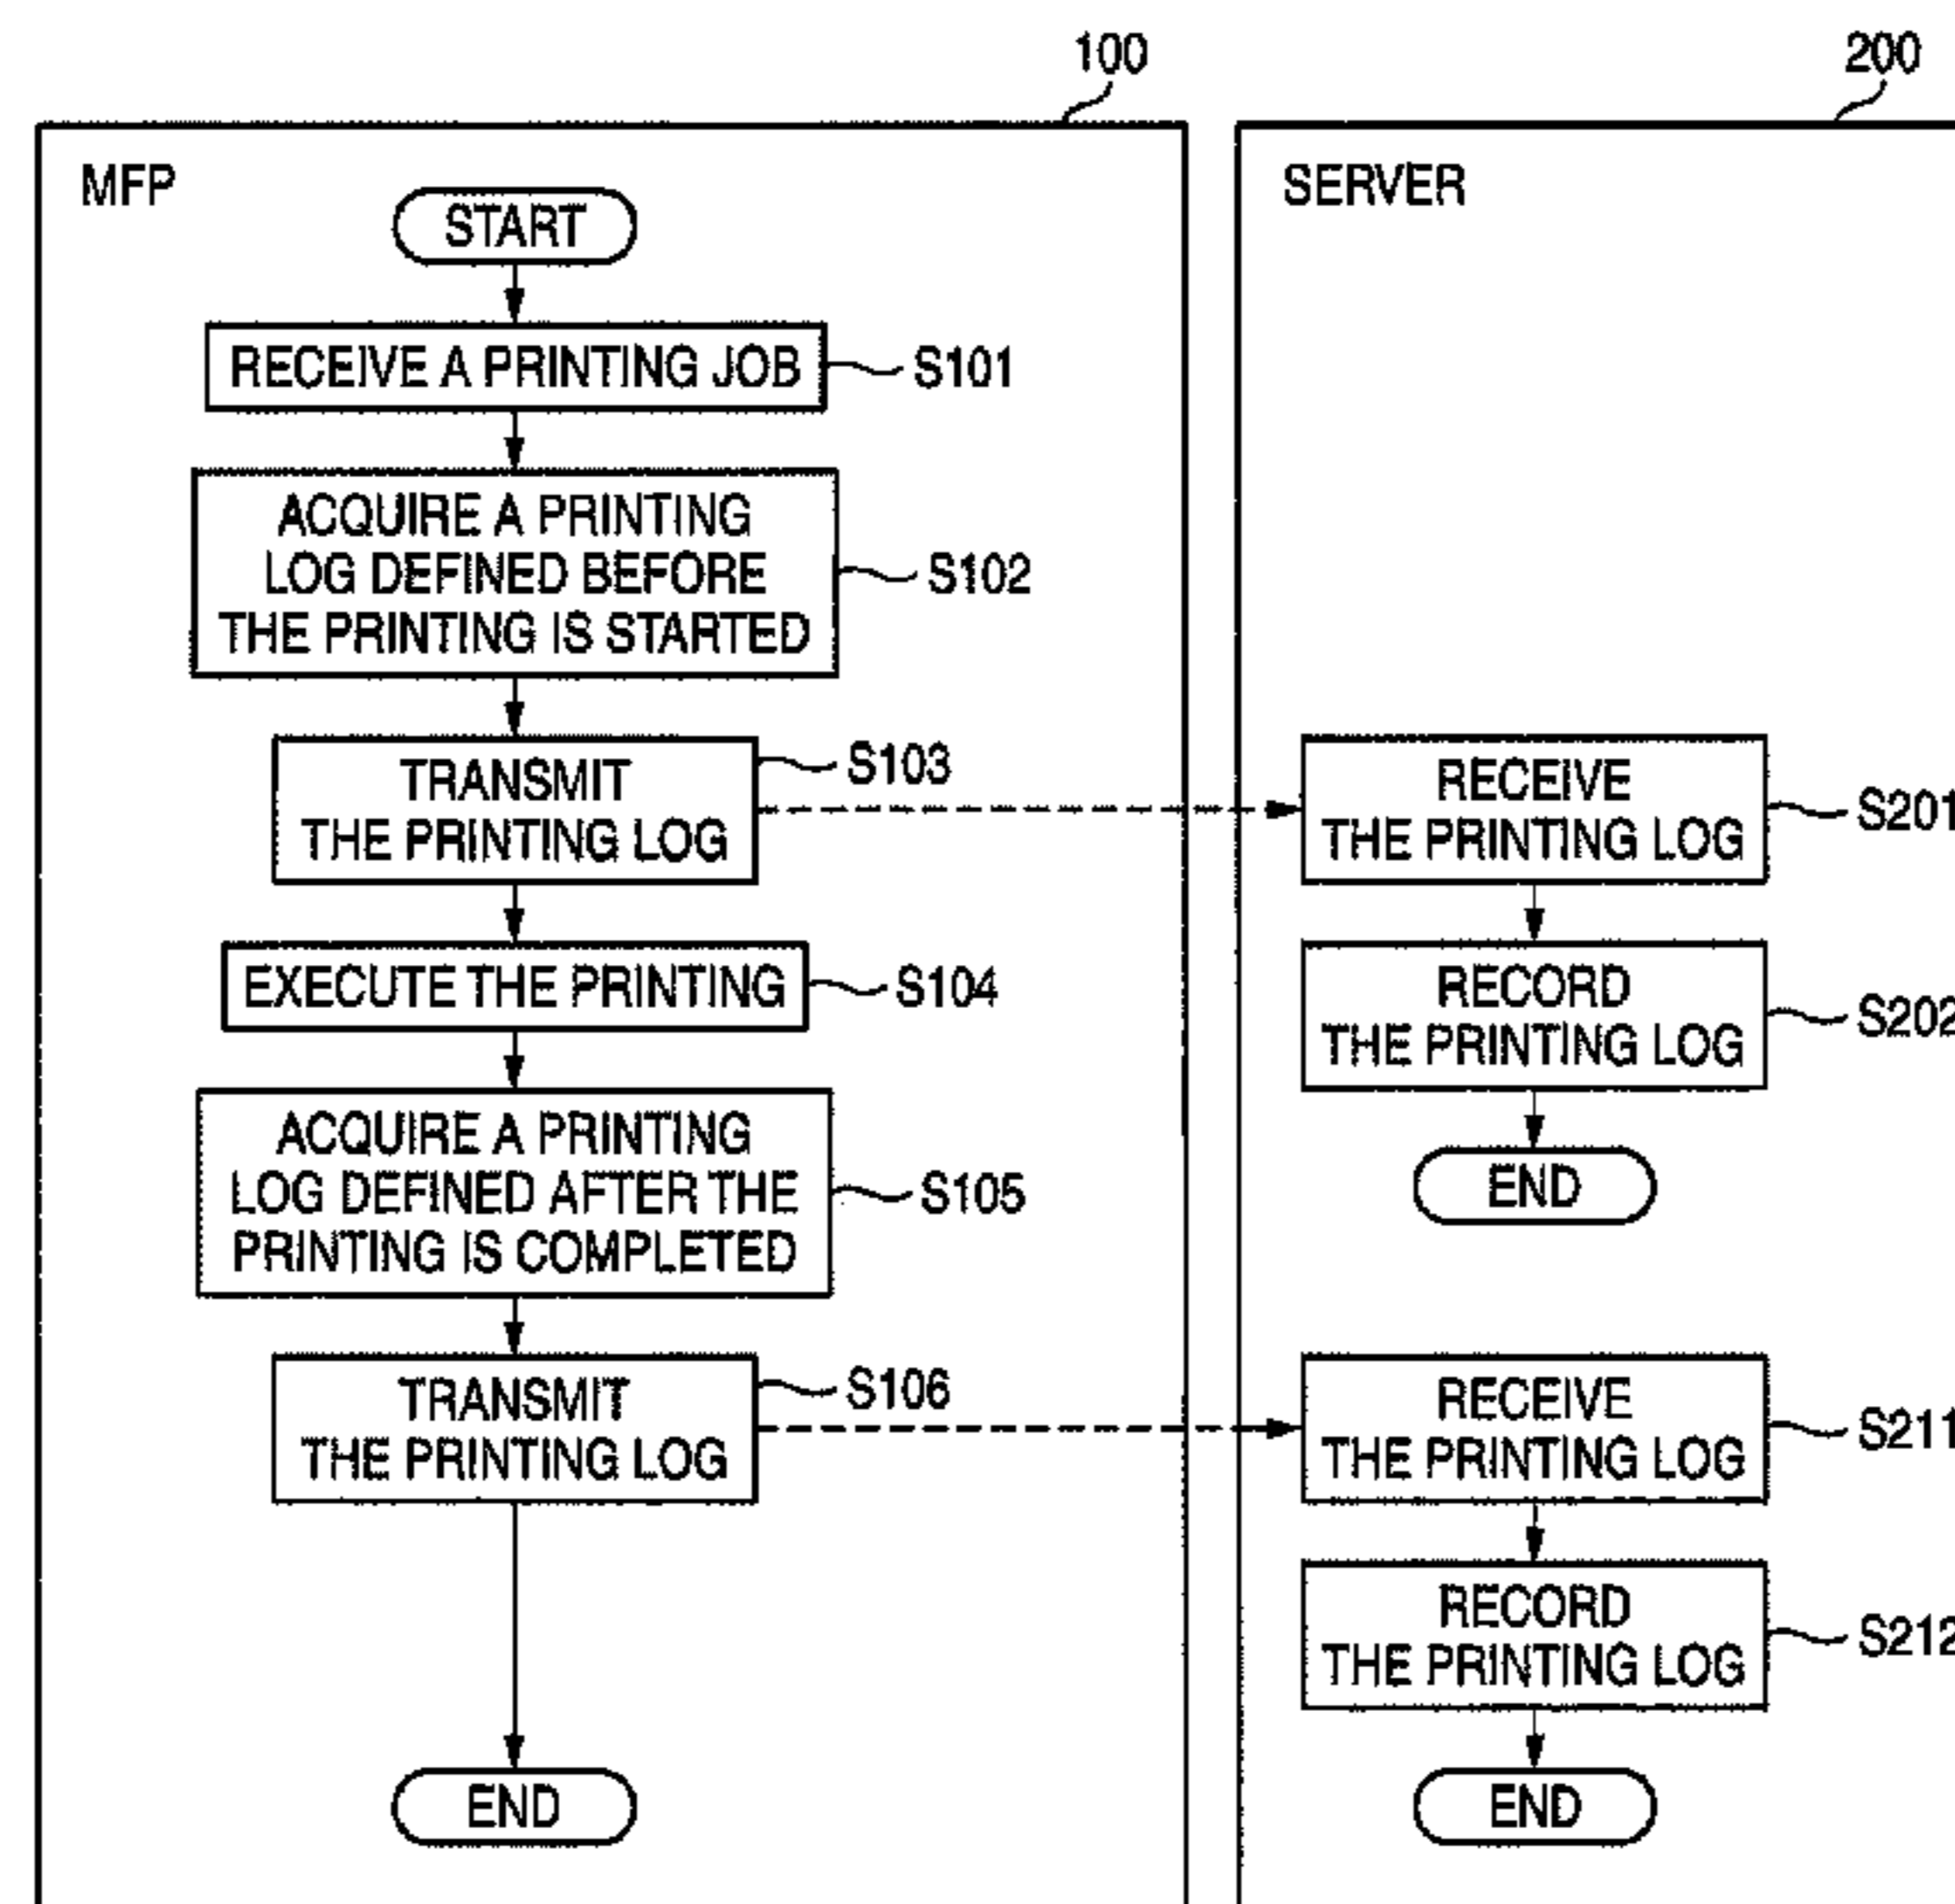 100
200
MFP
SERVER
START
RECEIVE A PRINTING JOB
S101
ACQUIRE A PRINTING
LOG DEFINED BEFORE
THE PRINTING IS STARTED
S102
TRANSMIT
THE PRINTING LOG
S103
RECEIVE
THE PRINTING LOG
S201
EXECUTE THE PRINTING
S104
RECORD
THE PRINTING LOG
S202
ACQUIRE A PRINTING
LOG DEFINED AFTER THE
PRINTING IS COMPLETED
S105
END
TRANSMIT
THE PRINTING LOG
S106
RECEIVE
THE PRINTING LOG
S211
RECORD
THE PRINTING LOG
S212
END
END